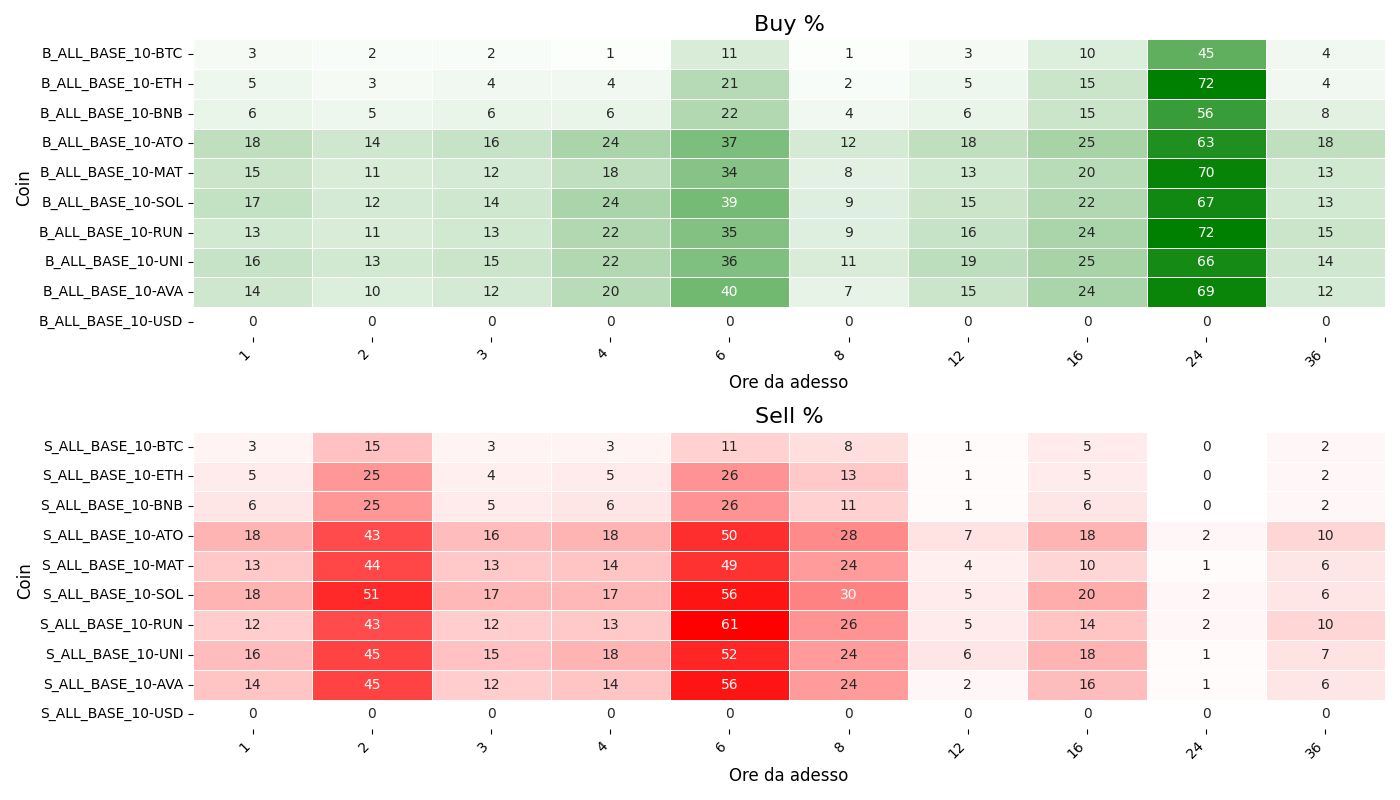 Buy %
Coin
B_ALL_BASE_10-BTC 3 2 2 1 11 1 3 10 45 4
B_ALL_BASE_10-ETH 5 3 4 4 21 2 5 15 72 4
B_ALL_BASE_10-BNB 6 5 6 6 22 4 6 15 56 8
B_ALL_BASE_10-ATO 18 14 16 24 37 12 18 25 63 18
B_ALL_BASE_10-MAT 15 11 12 18 34 8 13 20 70 13
B_ALL_BASE_10-SOL 17 12 14 24 39 9 15 22 67 13
B_ALL_BASE_10-RUN 13 11 13 22 35 9 16 24 72 15
B_ALL_BASE_10-UNI 16 13 15 22 36 11 19 25 66 14
B_ALL_BASE_10-AVA 14 10 12 20 40 7 15 24 69 12
B_ALL_BASE_10-USD 0 0 0 0 0 0 0 0 0 0
1 2 3 4 6 8 12 16 24 36
Ore da adesso
Sell %
Coin
S_ALL_BASE_10-BTC 3 15 3 3 11 8 1 5 0 2
S_ALL_BASE_10-ETH 5 25 4 5 26 13 1 5 0 2
S_ALL_BASE_10-BNB 6 25 5 6 26 11 1 6 0 2
S_ALL_BASE_10-ATO 18 43 16 18 50 28 7 18 2 10
S_ALL_BASE_10-MAT 13 44 13 14 49 24 4 10 1 6
S_ALL_BASE_10-SOL 18 51 17 17 56 30 5 20 2 6
S_ALL_BASE_10-RUN 12 43 12 13 61 26 5 14 2 10
S_ALL_BASE_10-UNI 16 45 15 18 52 24 6 18 1 7
S_ALL_BASE_10-AVA 14 45 12 14 56 24 2 16 1 6
S_ALL_BASE_10-USD 0 0 0 0 0 0 0 0 0 0
1 2 3 4 6 8 12 16 24 36
Ore da adesso